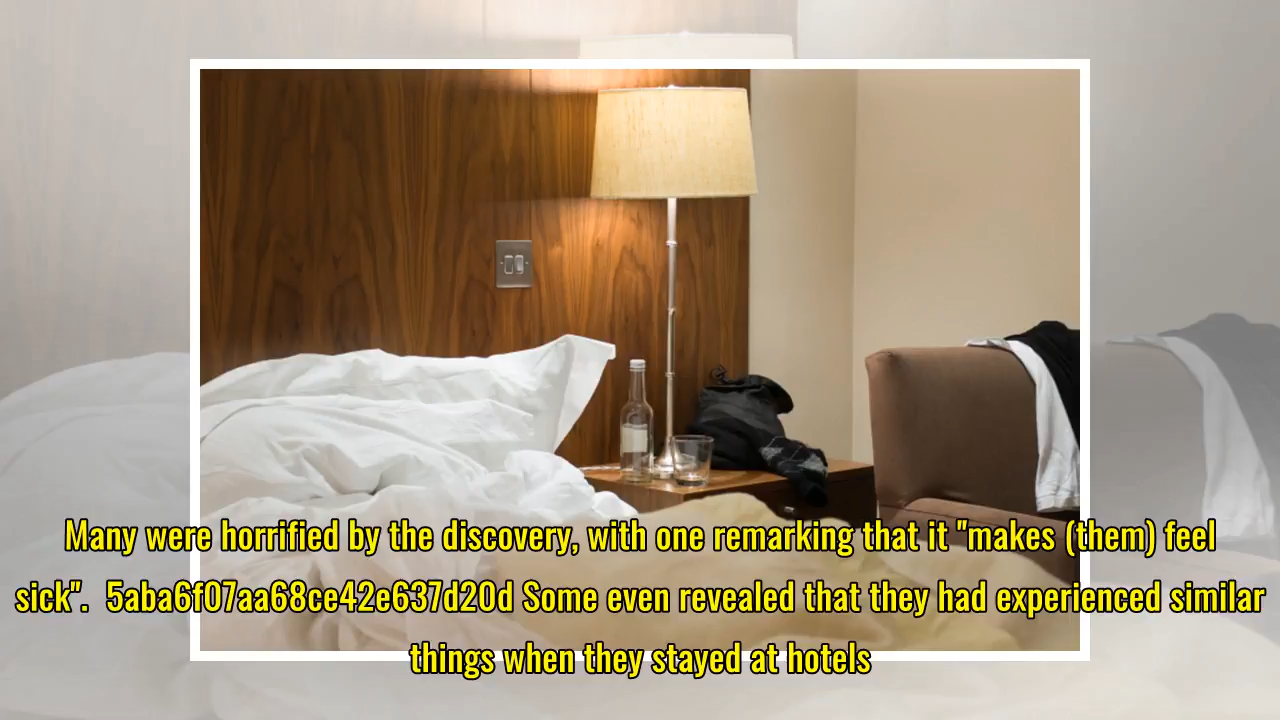 Many were horrified by the discovery, with one remarking that it "makes (them) feel
sick".  5aba6f07aa68ce42e637d20d Some even revealed that they had experienced similar
things when they stayed at hotels